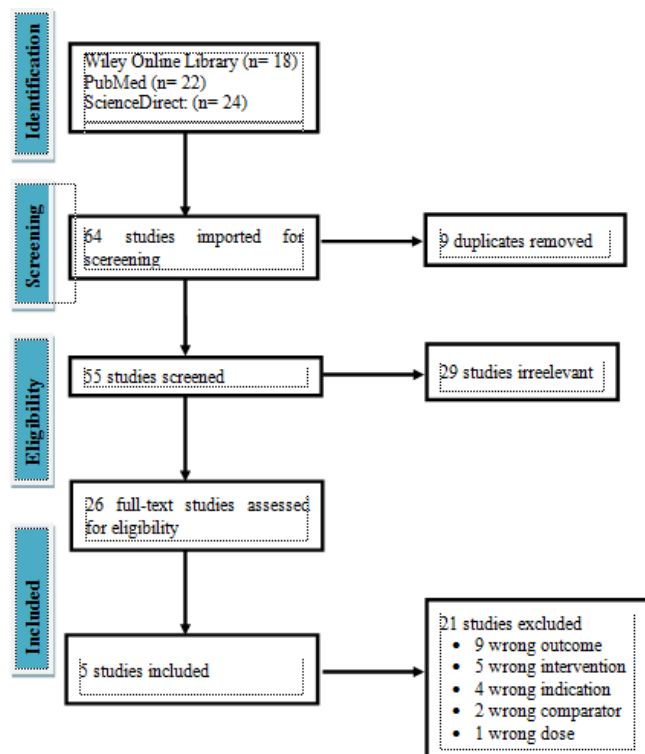 Identification
Wiley Online Library (n= 18)
PubMed (n= 22)
ScienceDirect: (n= 24)
Screening
64 studies imported for
scereening
9 duplicates removed
Eligibility
55 studies screened
29 studies irreelevant
26 full-text studies assessed
for eligibility
Included
5 studies included
21 studies excluded
• 9 wrong outcome
• 5 wrong intervention
• 4 wrong indication
• 2 wrong comparator
• 1 wrong dose